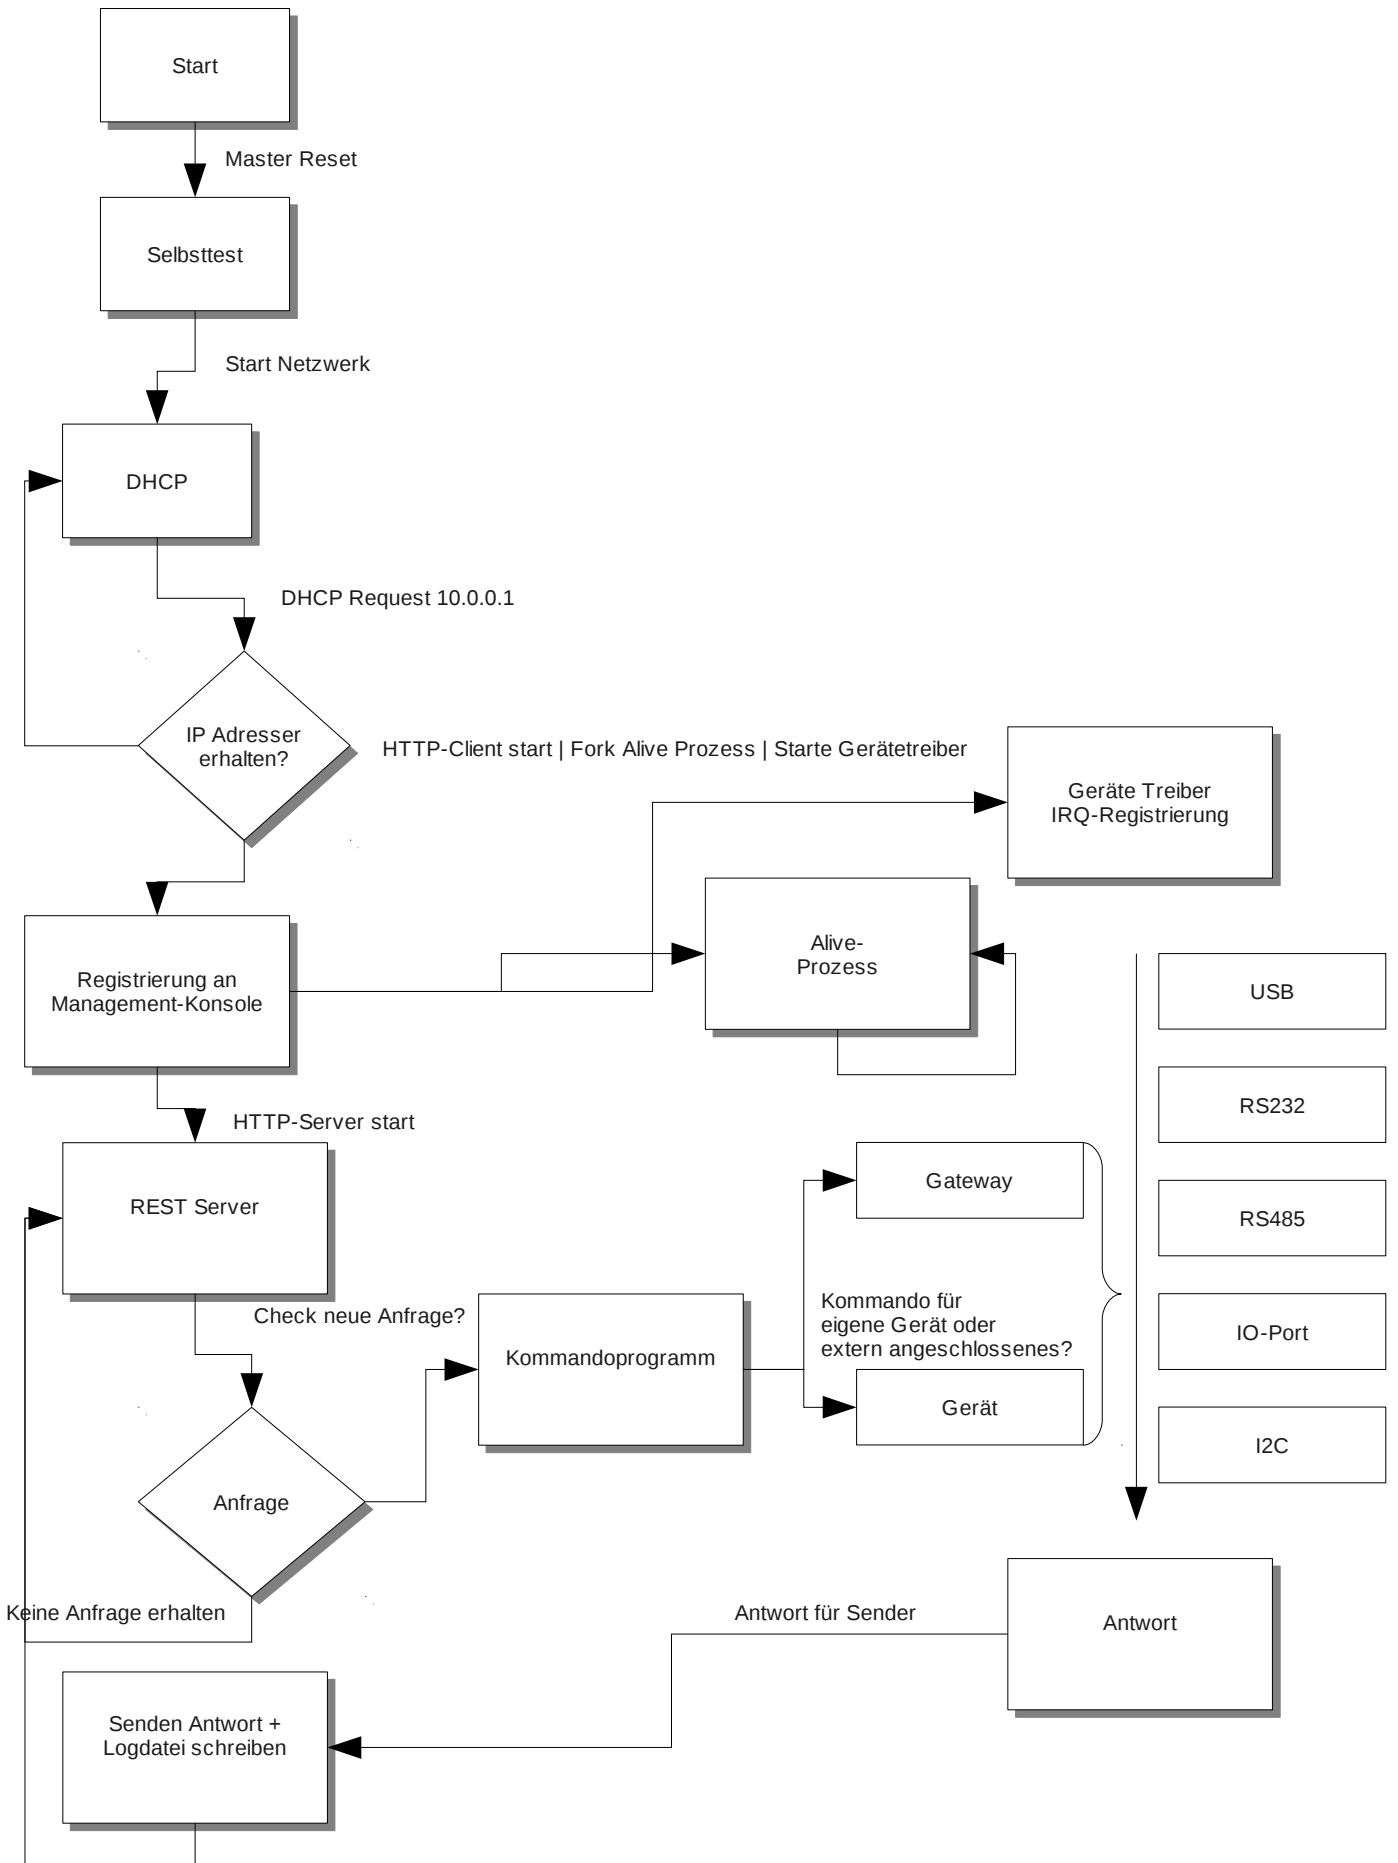 Start
Master Reset
Selbsttest
Start Netzwerk
DHCP
DHCP Request 10.0.0.1
IP Adresser
erhalten?
HTTP-Client start | Fork Alive Prozess | Starte Gerätetreiber
Geräte Treiber
IRQ-Registrierung
Alive-
Prozess
Registrierung an
Management-Konsole
USB
RS232
HTTP-Server start
REST Server
Gateway
RS485
Check neue Anfrage?
Kommandoprogramm
Kommando für
eigene Gerät oder
extern angeschlossenes?
IO-Port
Gerät
I2C
Anfrage
Keine Anfrage erhalten
Antwort für Sender
Antwort
Senden Antwort +
Logdatei schreiben